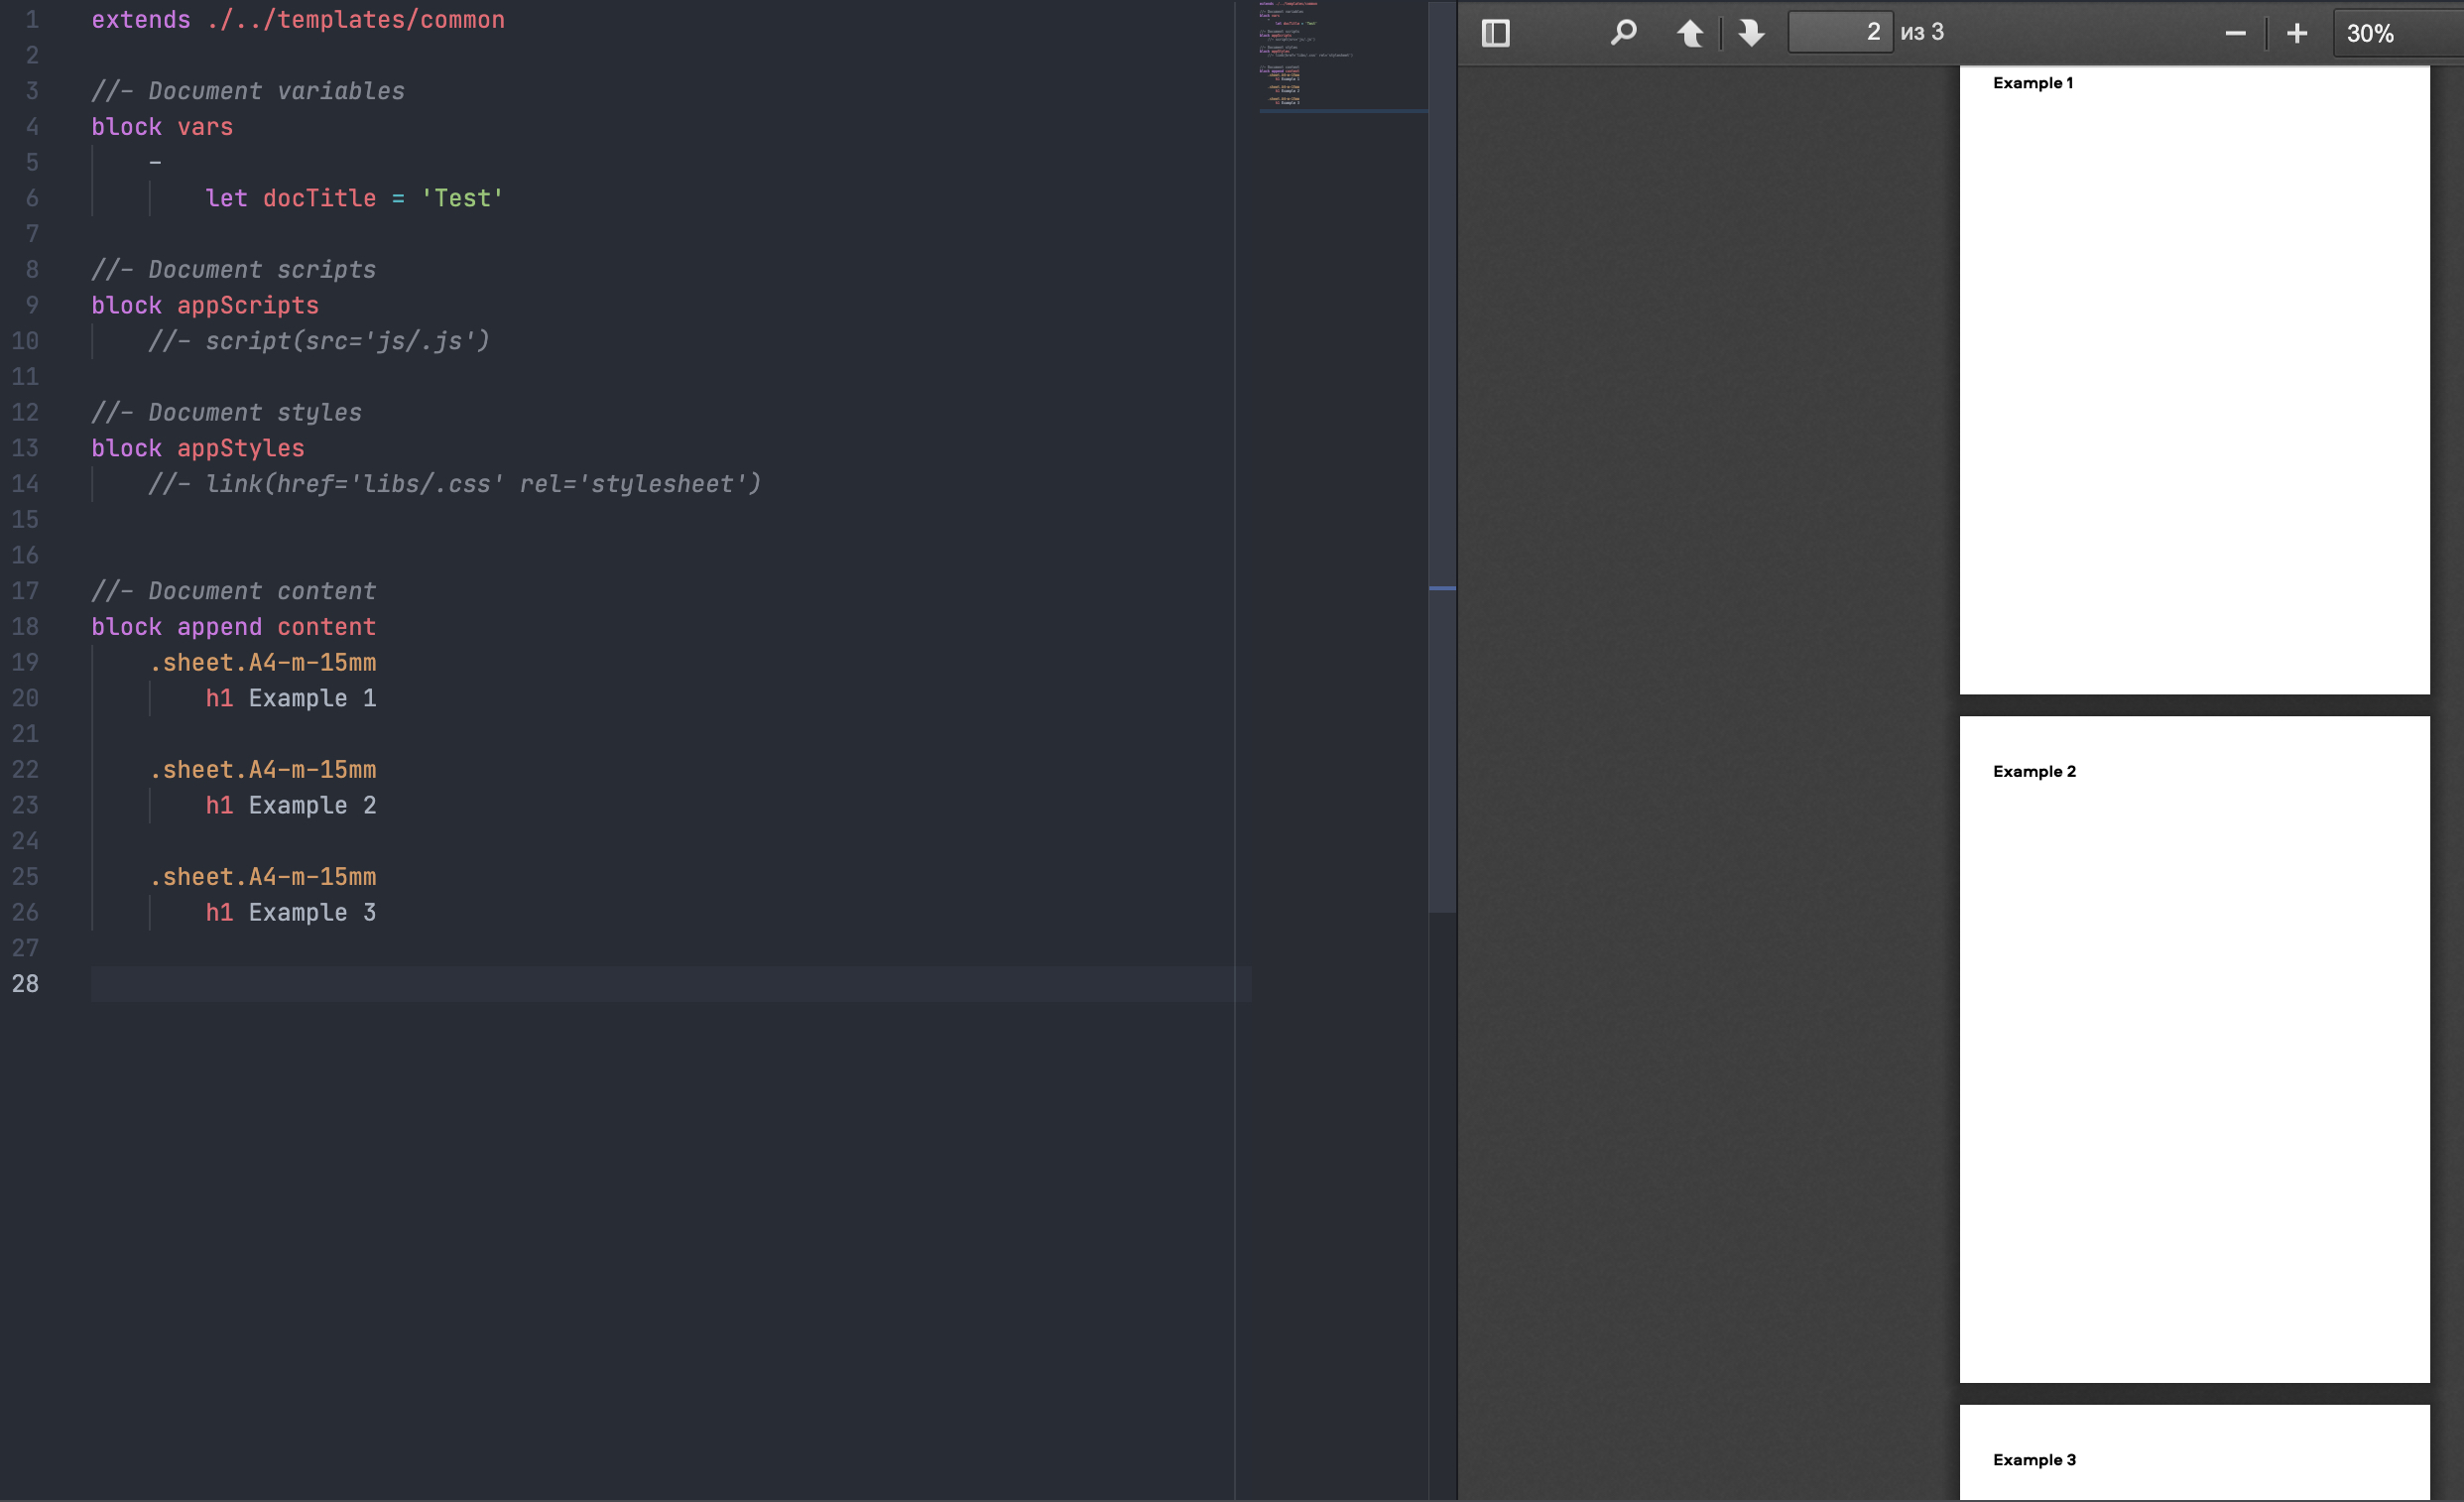 1 extends ./../templates/common
2
3 //- Document variables
4 block vars
5 -
6 let docTitle = 'Test'
7
8 //- Document scripts
9 block appScripts
10 //- script(src='js/.js')
11
12 //- Document styles
13 block appStyles
14 //- link(href='libs/.css' rel='stylesheet')
15
16
17 //- Document content
18 block append content
19 .sheet.A4-m-15mm
20 h1 Example 1
21
22 .sheet.A4-m-15mm
23 h1 Example 2
24
25 .sheet.A4-m-15mm
26 h1 Example 3
27
28
2 из 3
30%
Example 1
Example 2
Example 3